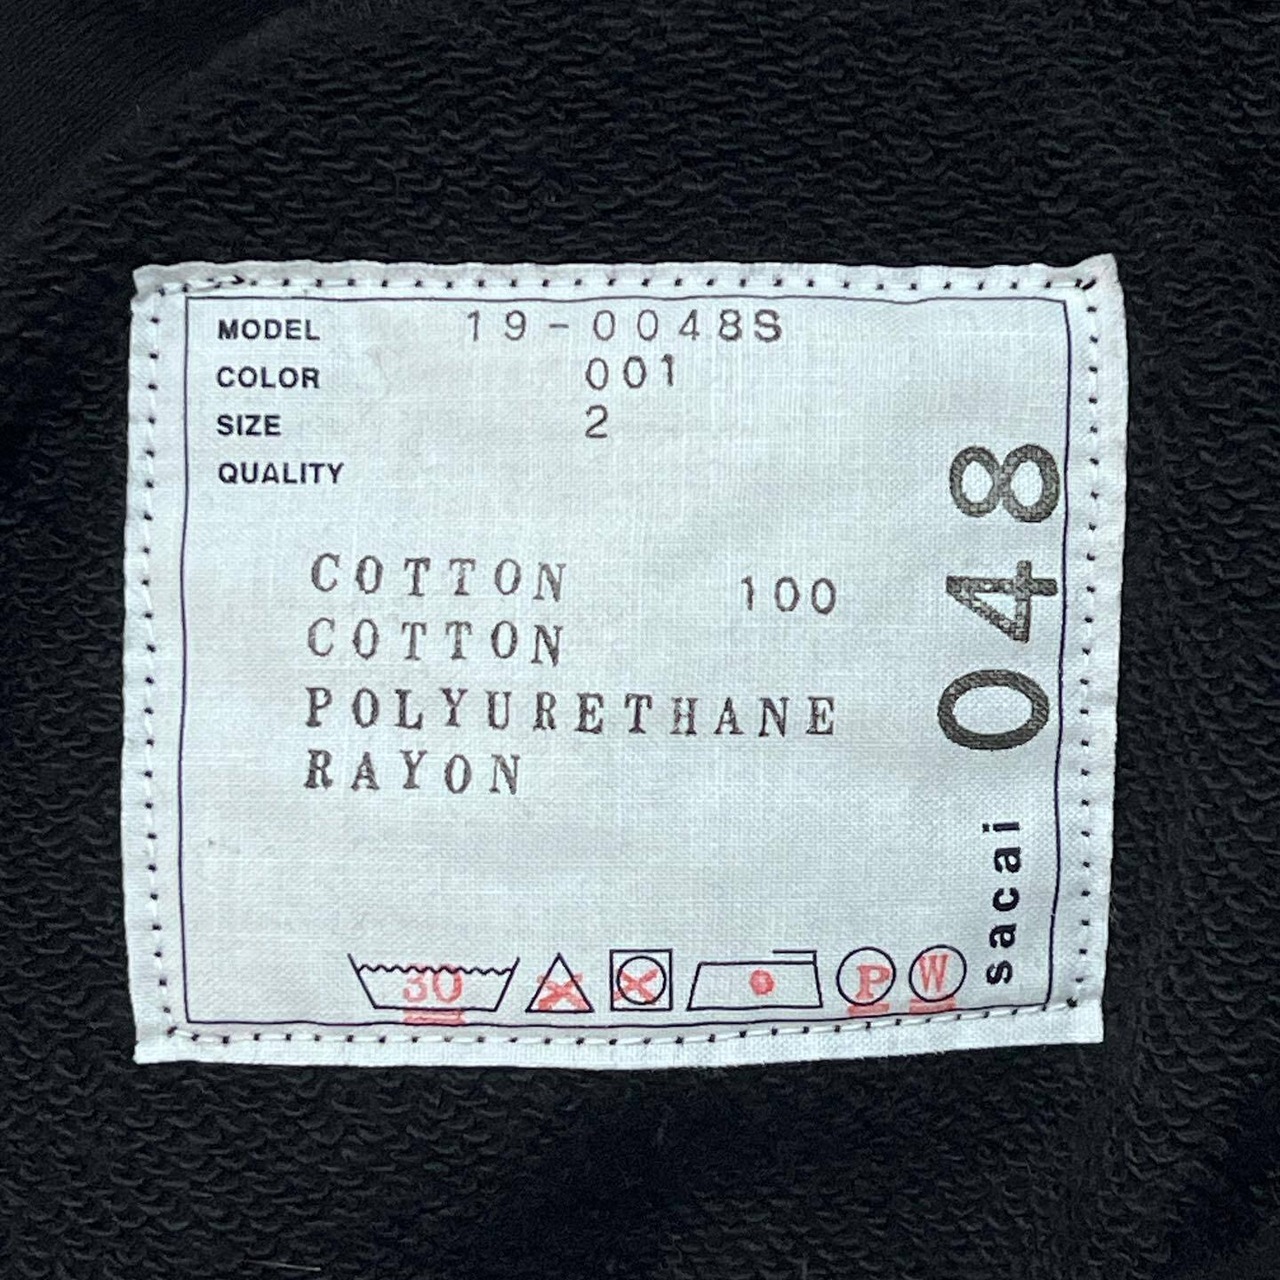 MODEL 19-0048S
COLOR 001
SIZE 2
QUALITY
COTTON 100
COTTON
POLYURETHANE
RAYON
30
P
W
sacai 048